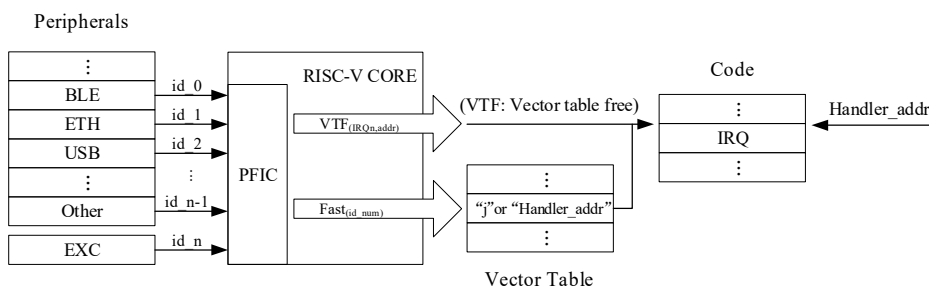 Peripherals
⋮
BLE
ETH
USB
⋮
Other
EXC
id_0
id_1
id_2
⋮
id_n-1
id_n
RISC-V CORE
PFIC
VTF(IRQn,addr)
Fast(id_num)
(VTF: Vector table free)
⋮
“j”or “Handler_addr”
⋮
Vector Table
Code
⋮
IRQ
⋮
Handler_addr